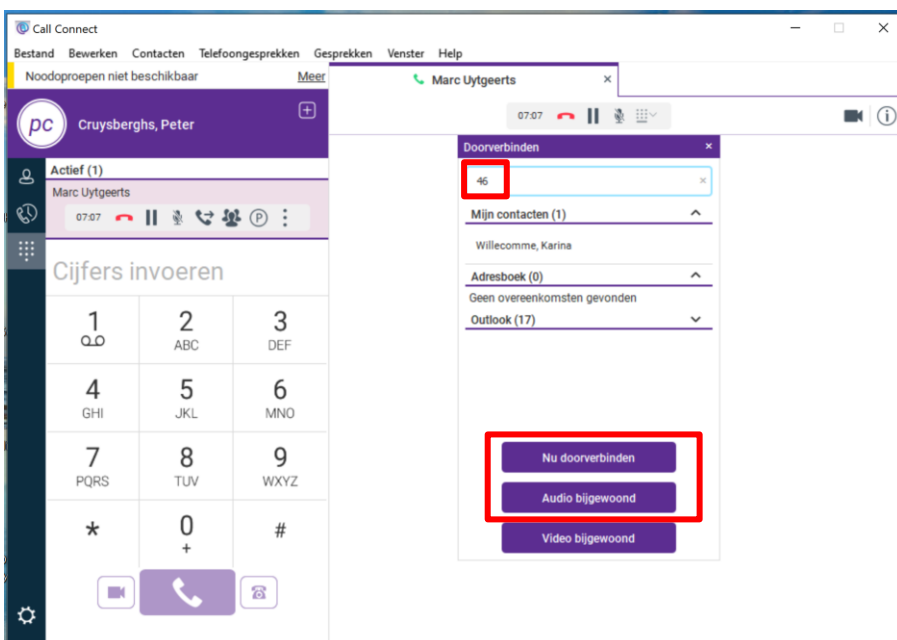 Call Connect
Bestand Bewerken Contacten Telefoongesprekken Gesprekken Venster Help
Noodoproepen niet beschikbaar Meer
pc Cruysberghs, Peter
Actief (1)
Marc Uytgeerts
07:07
P
Cijfers invoeren
1 2 3
ABC DEF
4 5 6
GHI JKL MNO
7 8 9
PQRS TUV WXYZ
* 0 #
+
Marc Uytgeerts ×
07:07
Doorverbinden ×
46 ×
Mijn contacten (1)
Willecomme, Karina
Adresboek (0)
Geen overeenkomsten gevonden
Outlook (17)
Nu doorverbinden
Audio bijgewoond
Video bijgewoond